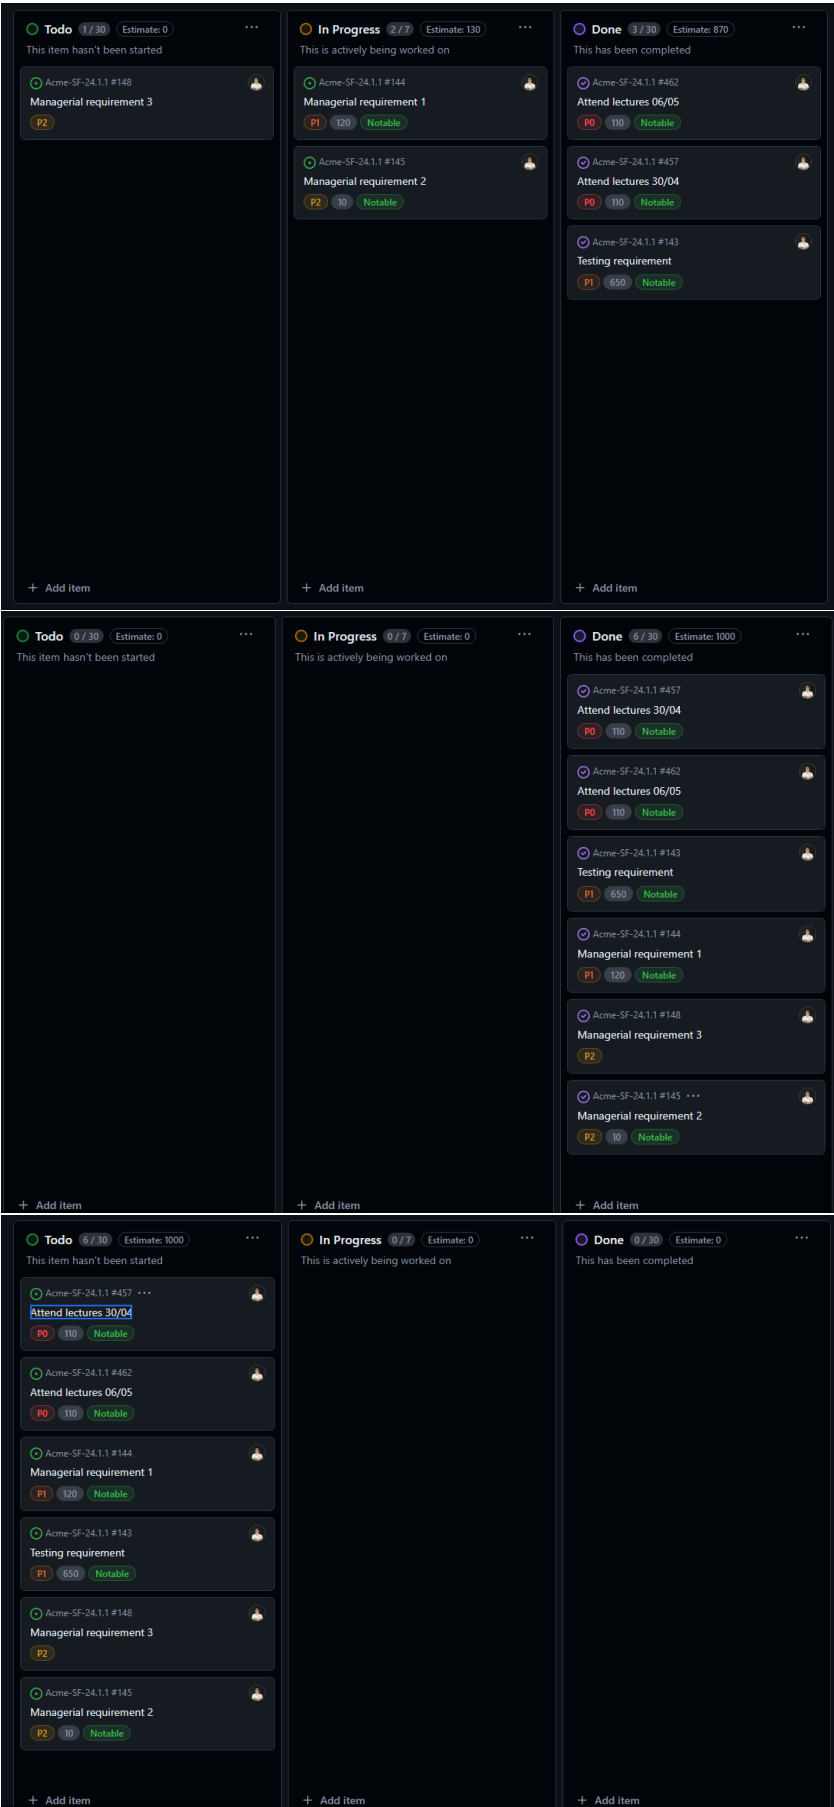 Todo 1 / 30 Estimate: 0 ...
This item hasn't been started
Acme-SF-24.1.1 #148
Managerial requirement 3
P2
+ Add item
In Progress 2 / 7 Estimate: 130 ...
This is actively being worked on
Acme-SF-24.1.1 #144
Managerial requirement 1
P1 120 Notable
Acme-SF-24.1.1 #145
Managerial requirement 2
P2 10 Notable
+ Add item
Done 3 / 30 Estimate: 870 ...
This has been completed
Acme-SF-24.1.1 #462
Attend lectures 06/05
P0 110 Notable
Acme-SF-24.1.1 #457
Attend lectures 30/04
P0 110 Notable
Acme-SF-24.1.1 #143
Testing requirement
P1 650 Notable
+ Add item
Todo 0 / 30 Estimate: 0 ...
This item hasn't been started
+ Add item
In Progress 0 / 7 Estimate: 0 ...
This is actively being worked on
+ Add item
Done 6 / 30 Estimate: 1000 ...
This has been completed
Acme-SF-24.1.1 #457
Attend lectures 30/04
P0 110 Notable
Acme-SF-24.1.1 #462
Attend lectures 06/05
P0 110 Notable
Acme-SF-24.1.1 #143
Testing requirement
P1 650 Notable
Acme-SF-24.1.1 #144
Managerial requirement 1
P1 120 Notable
Acme-SF-24.1.1 #148
Managerial requirement 3
P2
Acme-SF-24.1.1 #145 ...
Managerial requirement 2
P2 10 Notable
+ Add item
Todo 6 / 30 Estimate: 1000 ...
This item hasn't been started
Acme-SF-24.1.1 #457 ...
Attend lectures 30/04
P0 110 Notable
Acme-SF-24.1.1 #462
Attend lectures 06/05
P0 110 Notable
Acme-SF-24.1.1 #144
Managerial requirement 1
P1 120 Notable
Acme-SF-24.1.1 #143
Testing requirement
P1 650 Notable
Acme-SF-24.1.1 #148
Managerial requirement 3
P2
Acme-SF-24.1.1 #145
Managerial requirement 2
P2 10 Notable
+ Add item
In Progress 0 / 7 Estimate: 0 ...
This is actively being worked on
+ Add item
Done 0 / 30 Estimate: 0 ...
This has been completed
+ Add item